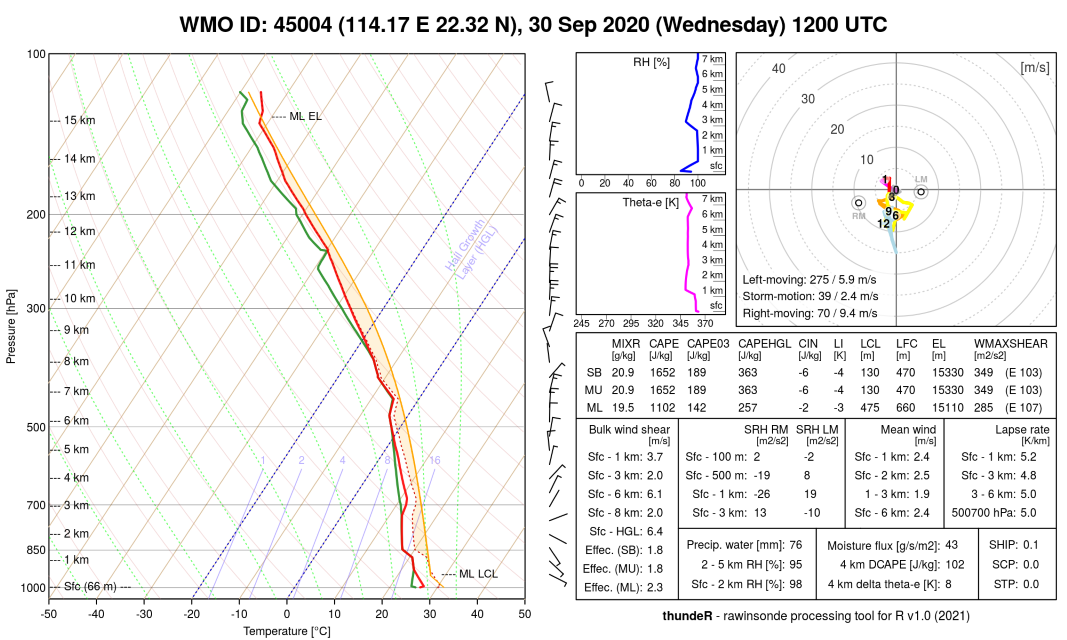 WMO ID: 45004 (114.17 E 22.32 N), 30 Sep 2020 (Wednesday) 1200 UTC
100
ML EL
15 km
14 km
13 km
200
12 km
11 km
Hail Growth
Layer (HGL)
10 km
300
9 km
8 km
7 km
6 km
500
5 km
1 2 4 8 16
4 km
3 km
700
2 km
850
1 km
ML LCL
Sfc (66 m)
1000
Pressure [hPa]
-50 -40 -30 -20 -10 0 10 20 30 40 50
Temperature [°C]
RH [%]
7 km
6 km
5 km
4 km
3 km
2 km
1 km
sfc
0 20 40 60 80 100
Theta-e [K]
7 km
6 km
5 km
4 km
3 km
2 km
1 km
sfc
245 270 295 320 345 370
[m/s]
40
30
20
10
LM
RM
1
0
3
9
6
12
Left-moving: 275 / 5.9 m/s
Storm-motion: 39 / 2.4 m/s
Right-moving: 70 / 9.4 m/s
MIXR CAPE CAPE03 CAPEHGL CIN LI LCL LFC EL WMAXSHEAR
[g/kg] [J/kg] [J/kg] [J/kg] [J/kg] [K] [m] [m] [m] [m2/s2]
SB 20.9 1652 189 363 -6 -4 130 470 15330 349 (E 103)
MU 20.9 1652 189 363 -6 -4 130 470 15330 349 (E 103)
ML 19.5 1102 142 257 -2 -3 475 660 15110 285 (E 107)
Bulk wind shear
[m/s]
Sfc - 1 km: 3.7
Sfc - 3 km: 2.0
Sfc - 6 km: 6.1
Sfc - 8 km: 2.0
Sfc - HGL: 6.4
Effec. (SB): 1.8
Effec. (MU): 1.8
Effec. (ML): 2.3
SRH RM SRH LM
[m2/s2] [m2/s2]
Sfc - 100 m: 2 -2
Sfc - 500 m: -19 8
Sfc - 1 km: -26 19
Sfc - 3 km: 13 -10
Mean wind
[m/s]
Sfc - 1 km: 2.4
Sfc - 2 km: 2.5
1 - 3 km: 1.9
Sfc - 6 km: 2.4
Lapse rate
[K/km]
Sfc - 1 km: 5.2
Sfc - 3 km: 4.8
3 - 6 km: 5.0
500700 hPa: 5.0
Precip. water [mm]: 76
2 - 5 km RH [%]: 95
Sfc - 2 km RH [%]: 98
Moisture flux [g/s/m2]: 43
4 km DCAPE [J/kg]: 102
4 km delta theta-e [K]: 8
SHIP: 0.1
SCP: 0.0
STP: 0.0
thundeR - rawinsonde processing tool for R v1.0 (2021)